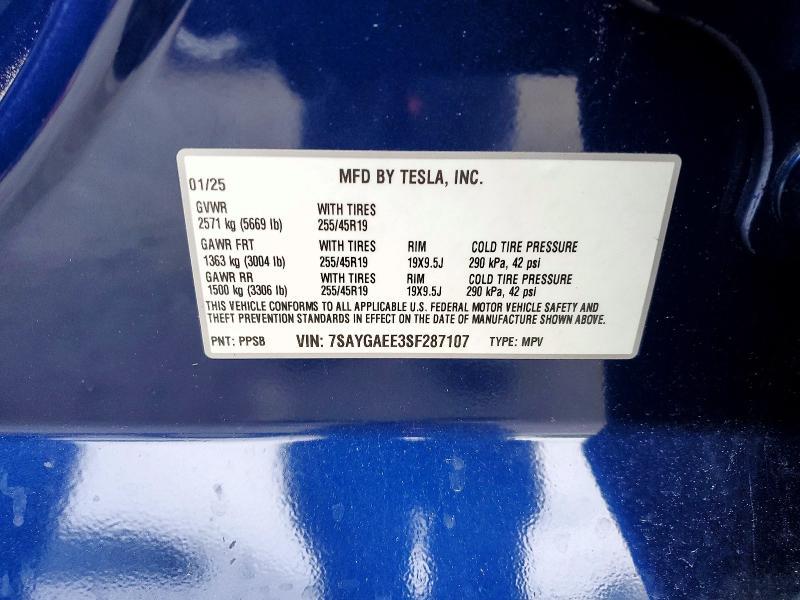 01/25 MFD BY TESLA, INC.
GVWR WITH TIRES
2571 kg (5669 lb) 255/45R19
GAWR FRT WITH TIRES RIM COLD TIRE PRESSURE
1363 kg (3004 lb) 255/45R19 19X9.5J 290 kPa, 42 psi
GAWR RR WITH TIRES RIM COLD TIRE PRESSURE
1500 kg (3306 lb) 255/45R19 19X9.5J 290 kPa, 42 psi
THIS VEHICLE CONFORMS TO ALL APPLICABLE U.S. FEDERAL MOTOR VEHICLE SAFETY AND
THEFT PREVENTION STANDARDS IN EFFECT ON THE DATE OF MANUFACTURE SHOWN ABOVE.
PNT: PPSB VIN: 7SAYGAEE3SF287107 TYPE: MPV